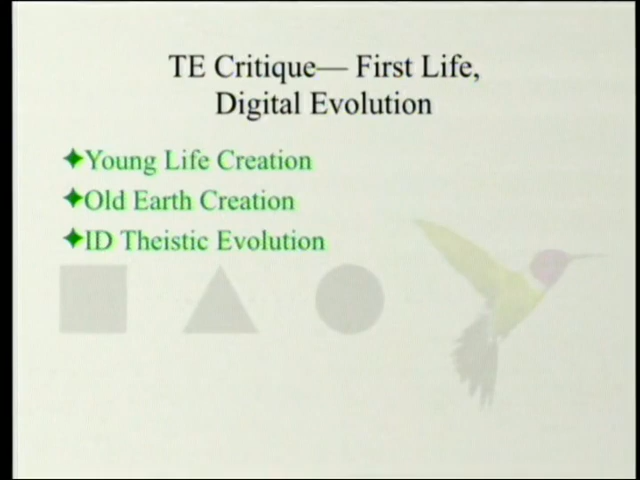 TE Critique— First Life,
Digital Evolution
Young Life Creation
Old Earth Creation
ID Theistic Evolution